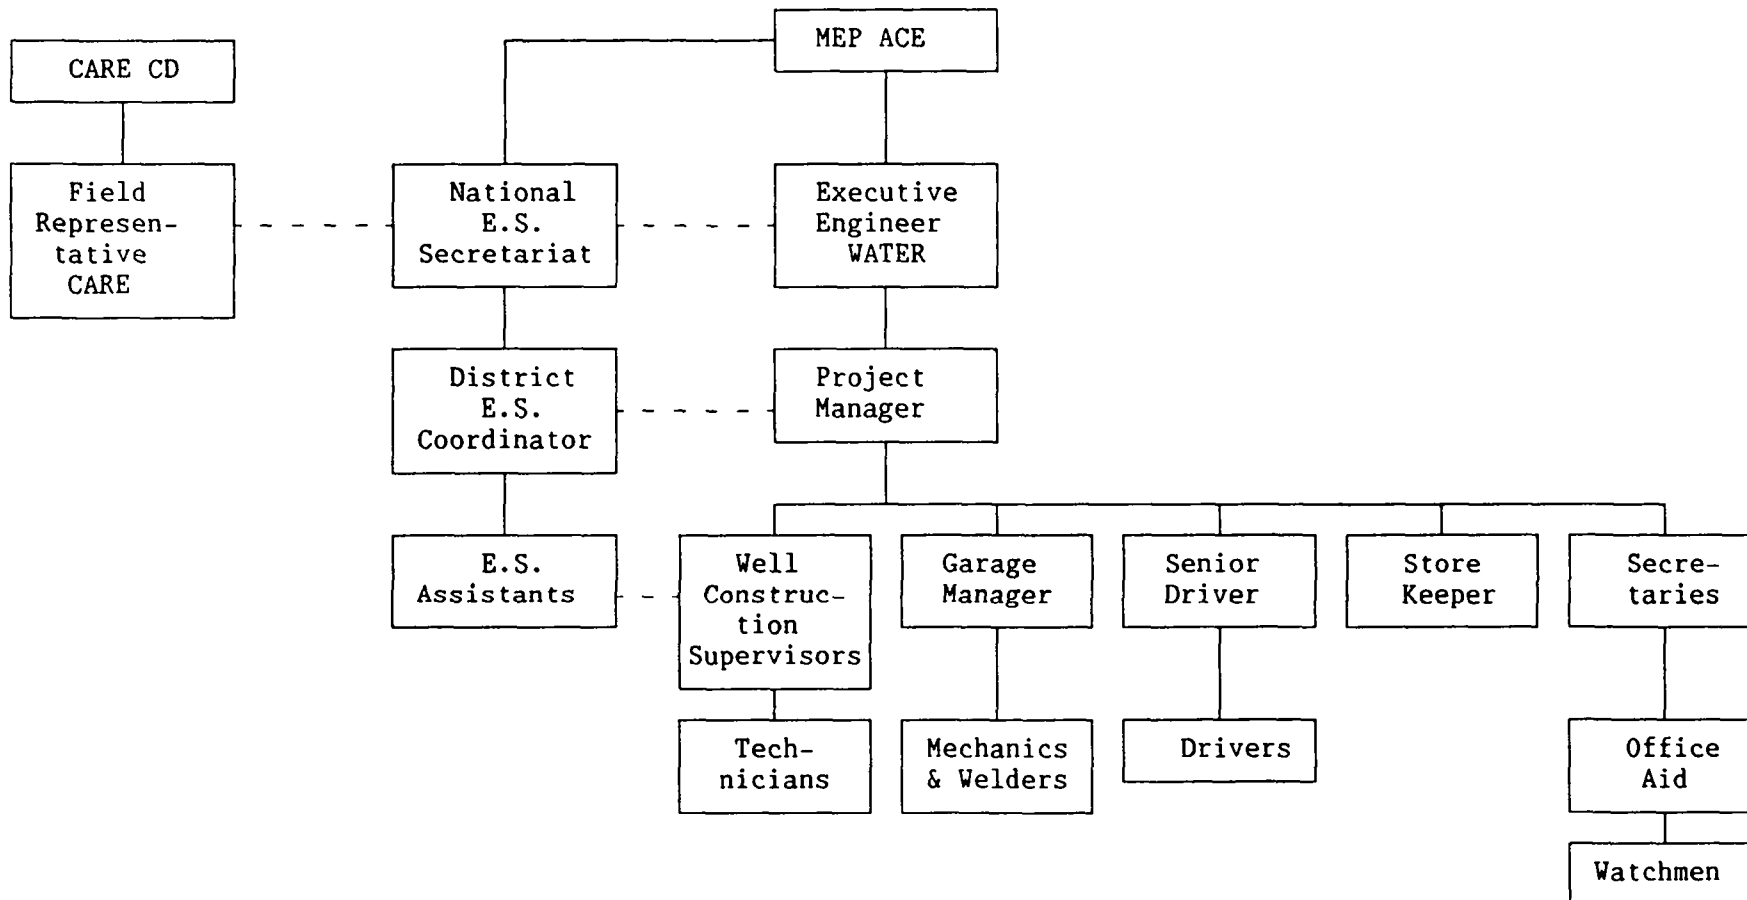 MEP ACE
CARE CD
Field
Represen-
tative
CARE
National
E.S.
Secretariat
Executive
Engineer
WATER
District
E.S.
Coordinator
Project
Manager
E.S.
Assistants
Well
Construc-
tion
Supervisors
Garage
Manager
Senior
Driver
Store
Keeper
Secre-
taries
Tech-
nicians
Mechanics
& Welders
Drivers
Office
Aid
Watchmen